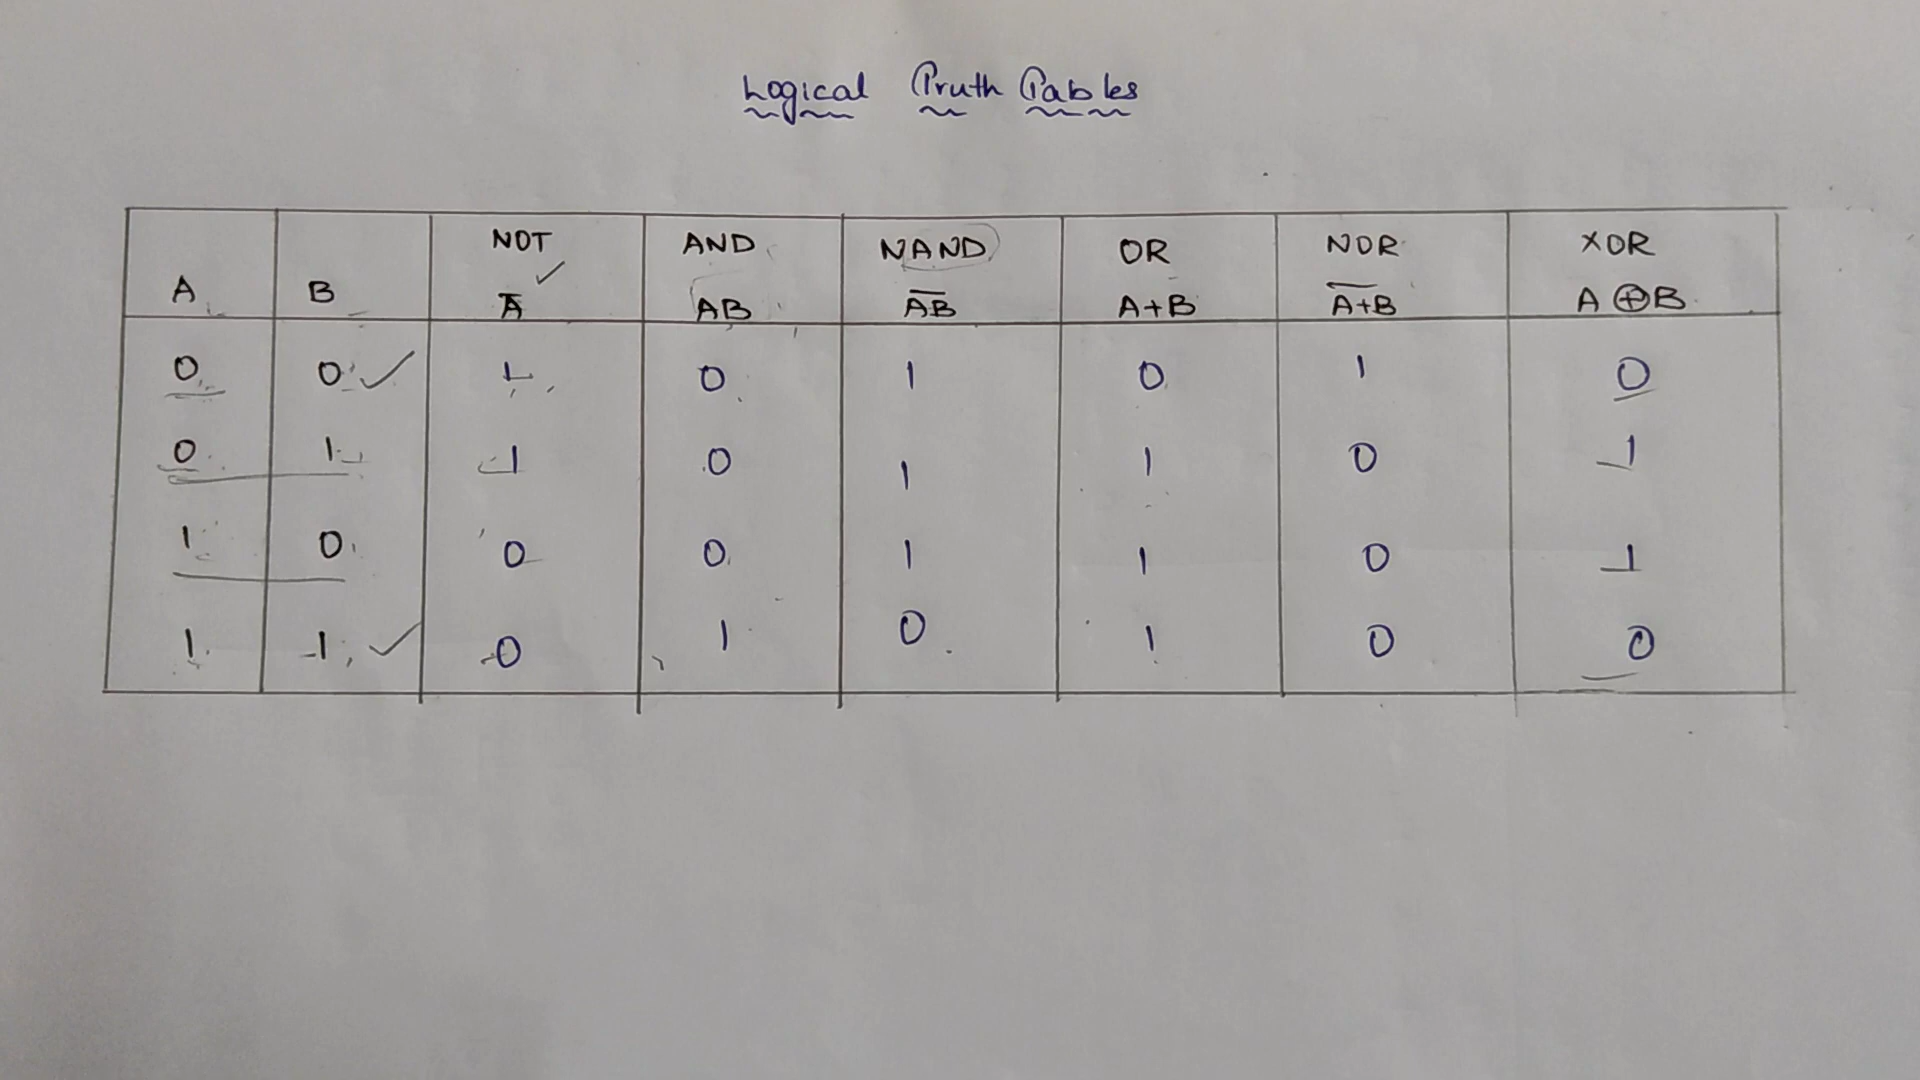 Logical Truth Tables
A B NOT A̅ AND AB NAND A̅B̅ OR A+B NOR A̅+̅B̅ XOR A⊕B
0 0 1 0 1 0 1 0
0 1 1 0 1 1 0 1
1 0 0 0 1 1 0 1
1 1 0 1 0 1 0 0